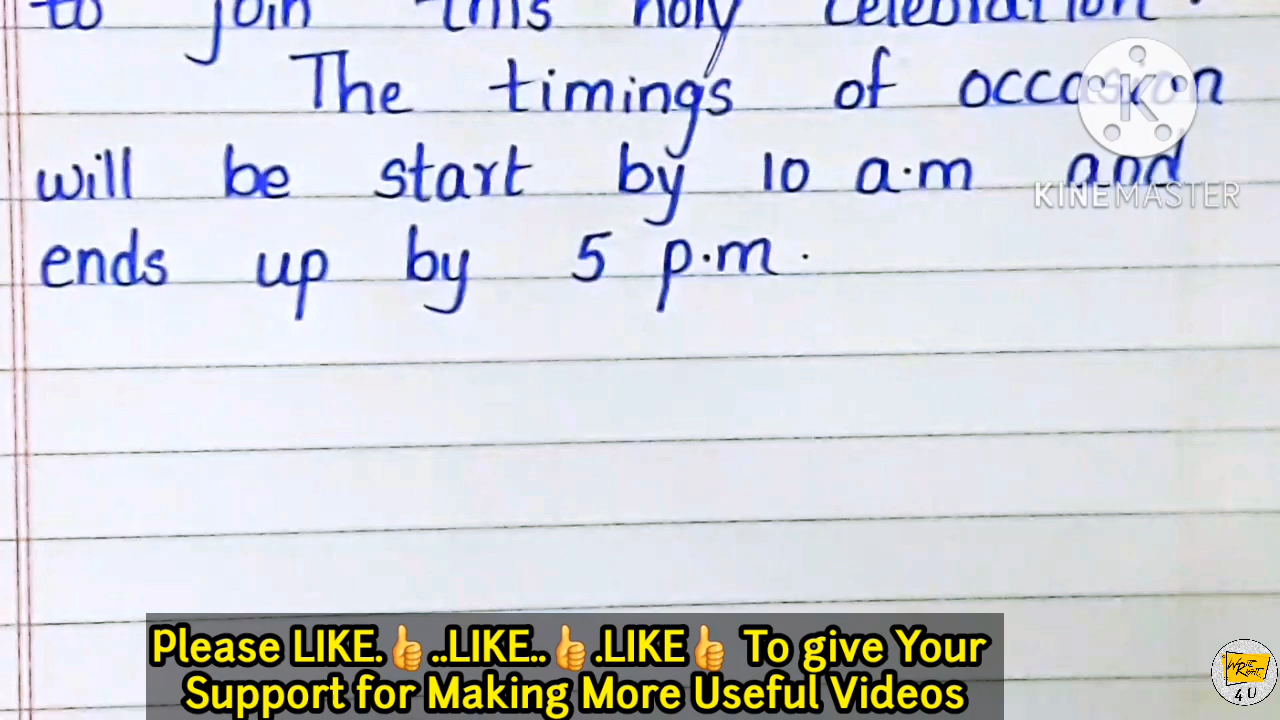 to join this holy celebration.
The timings of occasion
will be start by 10 a.m and
KINEMASTER
ends up by 5 p.m.
Please LIKE.👍..LIKE..👍.LIKE👍 To give Your
Support for Making More Useful Videos
4U